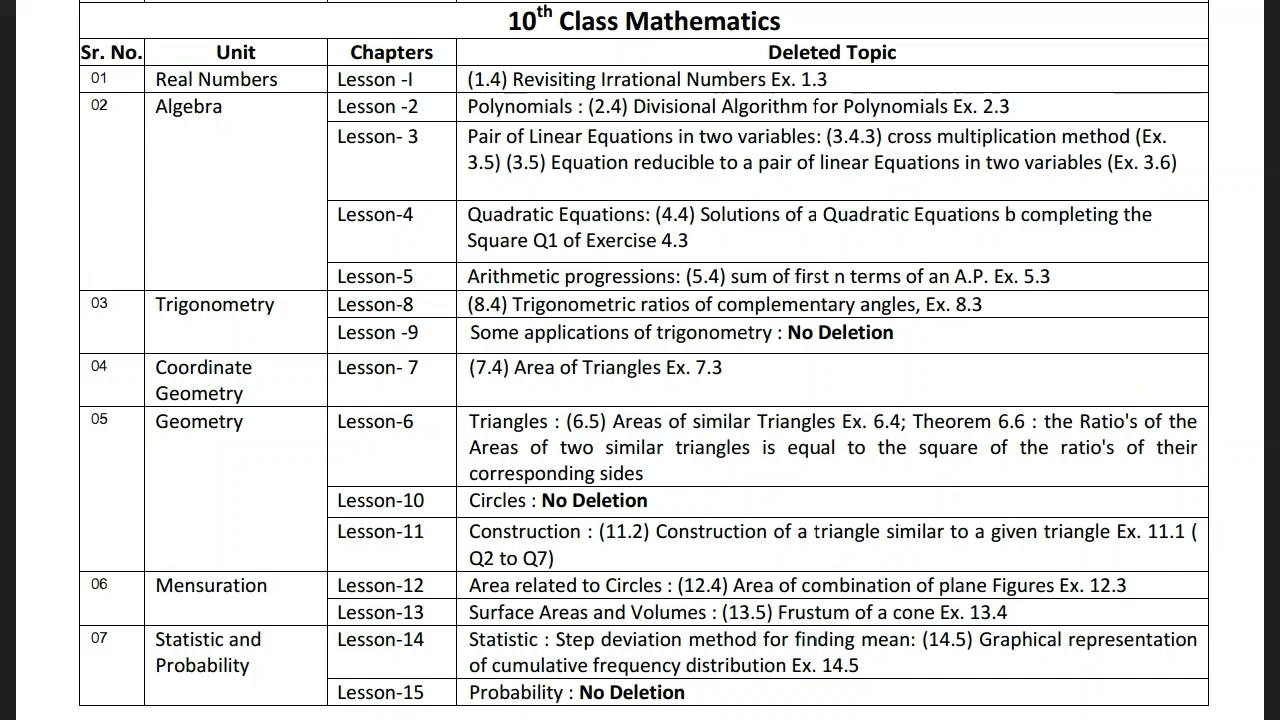 10th Class Mathematics
Sr. No. Unit Chapters Deleted Topic
01 Real Numbers Lesson -I (1.4) Revisiting Irrational Numbers Ex. 1.3
02 Algebra Lesson -2 Polynomials : (2.4) Divisional Algorithm for Polynomials Ex. 2.3
Lesson- 3 Pair of Linear Equations in two variables: (3.4.3) cross multiplication method (Ex.
3.5) (3.5) Equation reducible to a pair of linear Equations in two variables (Ex. 3.6)
Lesson-4 Quadratic Equations: (4.4) Solutions of a Quadratic Equations b completing the
Square Q1 of Exercise 4.3
Lesson-5 Arithmetic progressions: (5.4) sum of first n terms of an A.P. Ex. 5.3
03 Trigonometry Lesson-8 (8.4) Trigonometric ratios of complementary angles, Ex. 8.3
Lesson -9 Some applications of trigonometry : No Deletion
04 Coordinate Lesson- 7 (7.4) Area of Triangles Ex. 7.3
Geometry
05 Geometry Lesson-6 Triangles : (6.5) Areas of similar Triangles Ex. 6.4; Theorem 6.6 : the Ratio's of the
Areas of two similar triangles is equal to the square of the ratio's of their
corresponding sides
Lesson-10 Circles : No Deletion
Lesson-11 Construction : (11.2) Construction of a triangle similar to a given triangle Ex. 11.1 (
Q2 to Q7)
06 Mensuration Lesson-12 Area related to Circles : (12.4) Area of combination of plane Figures Ex. 12.3
Lesson-13 Surface Areas and Volumes : (13.5) Frustum of a cone Ex. 13.4
07 Statistic and Lesson-14 Statistic : Step deviation method for finding mean: (14.5) Graphical representation
Probability of cumulative frequency distribution Ex. 14.5
Lesson-15 Probability : No Deletion